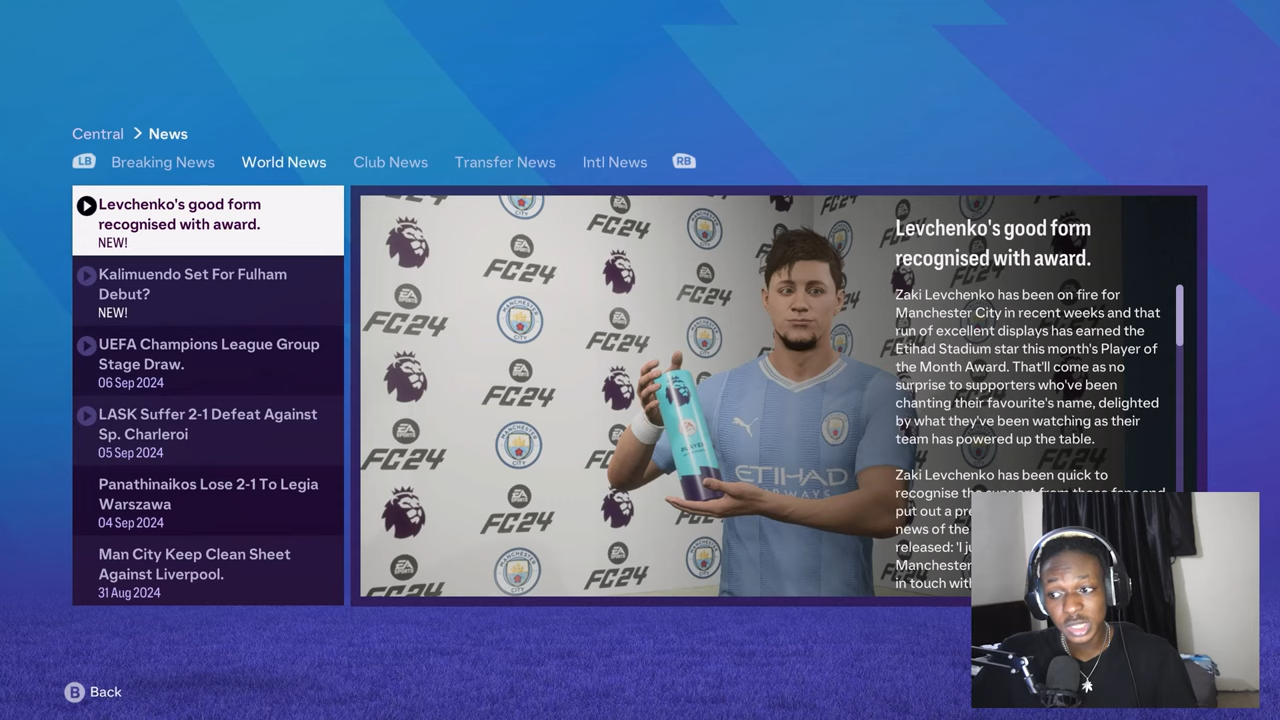 Central > News
LB Breaking News World News Club News Transfer News Intl News RB
Levchenko's good form
recognised with award.
NEW!
Kalimuendo Set For Fulham
Debut?
NEW!
UEFA Champions League Group
Stage Draw.
06 Sep 2024
LASK Suffer 2-1 Defeat Against
Sp. Charleroi
05 Sep 2024
Panathinaikos Lose 2-1 To Legia
Warszawa
04 Sep 2024
Man City Keep Clean Sheet
Against Liverpool.
31 Aug 2024
EA SPORTS
FC24
MANCHESTER
CITY
ETIHAD
AIRWAYS
PLAYER
Levchenko's good form
recognised with award.
Zaki Levchenko has been on fire for
Manchester City in recent weeks and that
run of excellent displays has earned the
Etihad Stadium star this month's Player of
the Month Award. That'll come as no
surprise to supporters who've been
chanting their favourite's name, delighted
by what they've been watching as their
team has powered up the table.
Zaki Levchenko has been quick to
recognise the support from those fans and
put out a
news of the
released: 'I
Manchester
in touch
B Back